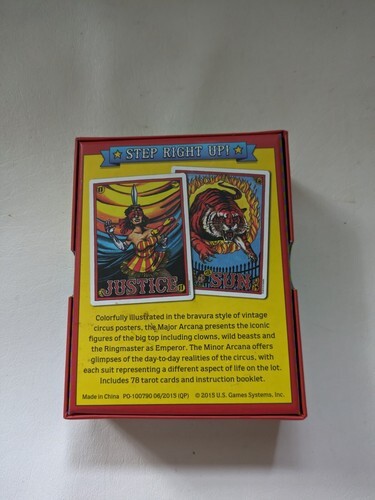 STEP RIGHT UP!
JUSTICE
SUN
Colorfully illustrated in the bravura style of vintage
circus posters, the Major Arcana presents the iconic
figures of the big top including clowns, wild beasts and
the Ringmaster as Emperor. The Minor Arcana offers
glimpses of the day-to-day realities of the circus, with
each suit representing a different aspect of life on the lot.
Includes 78 tarot cards and instruction booklet.
Made in China PO-100790 06/2015 (QP) © 2015 U.S. Games Systems, Inc.